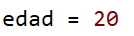 edad = 20